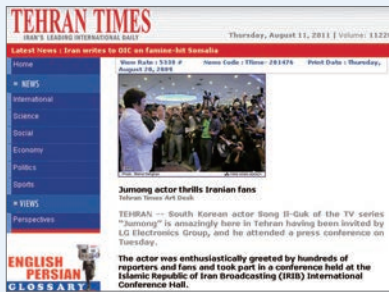 TEHRAN TIMES
IRAN'S LEADING INTERNATIONAL DAILY
Thursday, August 11, 2011 | Volume: 1122
Latest News : Iran writes to OIC on famine-hit Somalia
Home
NEWS
International
Science
Social
Economy
Politics
Sports
VIEWS
Perspectives
ENGLISH
PERSIAN
GLOSSARY
View Rate : 5338 # News Code : TTime- 201476 Print Date : Thursday,
August 20, 2009
Jumong actor thrills Iranian fans
Tehran Times Art Desk
TEHRAN -- South Korean actor Song Il-Guk of the TV series
"Jumong" is amazingly here in Tehran having been invited by
LG Electronics Group, and he attended a press conference on
Tuesday.
The actor was enthusiastically greeted by hundreds of
reporters and fans and took part in a conference held at the
Islamic Republic of Iran Broadcasting (IRIB) International
Conference Hall.